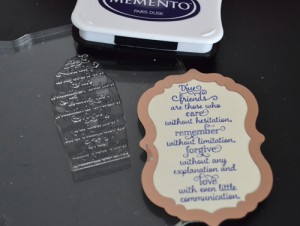 MEMENTO
PARIS DUSK
True
friends
are those who
care
without hesitation,
remember
without limitation,
forgive
without any
explanation and
love
with even little
communication.